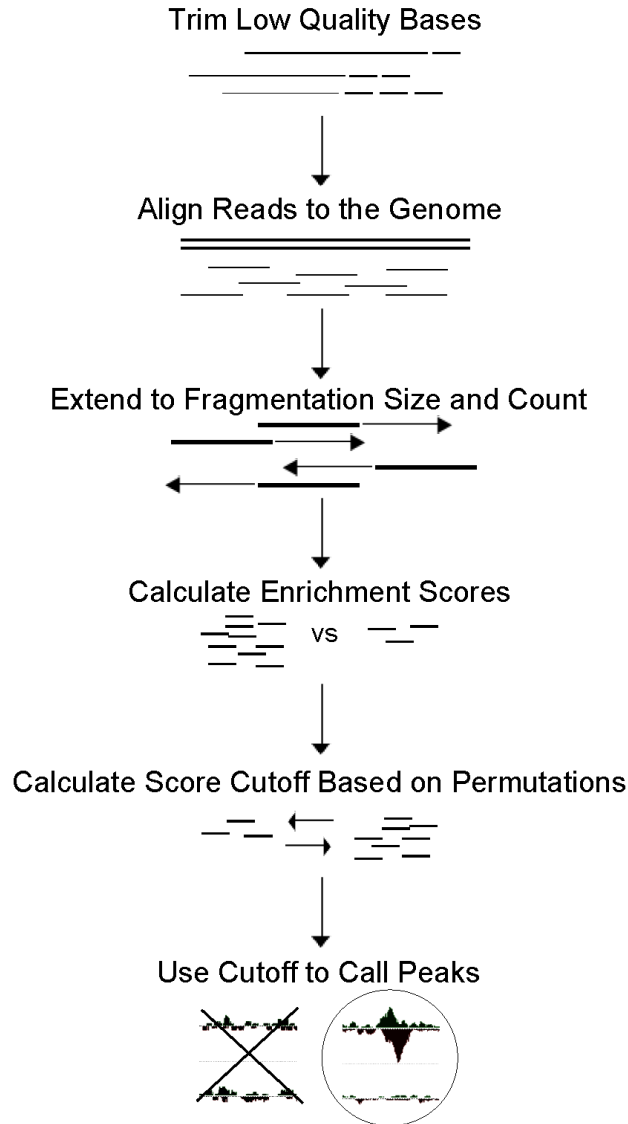 Trim Low Quality Bases
Align Reads to the Genome
Extend to Fragmentation Size and Count
Calculate Enrichment Scores
vs
Calculate Score Cutoff Based on Permutations
Use Cutoff to Call Peaks